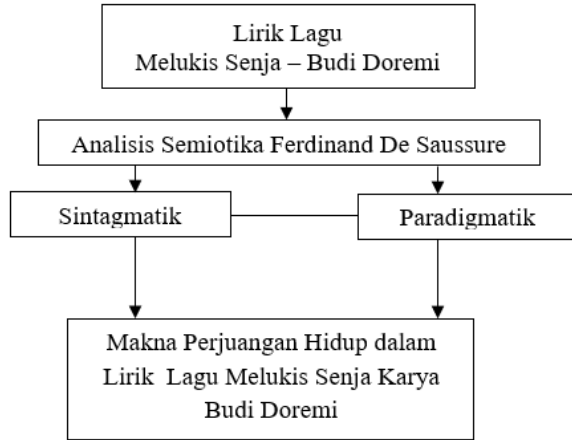 Lirik Lagu
Melukis Senja – Budi Doremi
Analisis Semiotika Ferdinand De Saussure
Sintagmatik
Paradigmatik
Makna Perjuangan Hidup dalam
Lirik Lagu Melukis Senja Karya
Budi Doremi